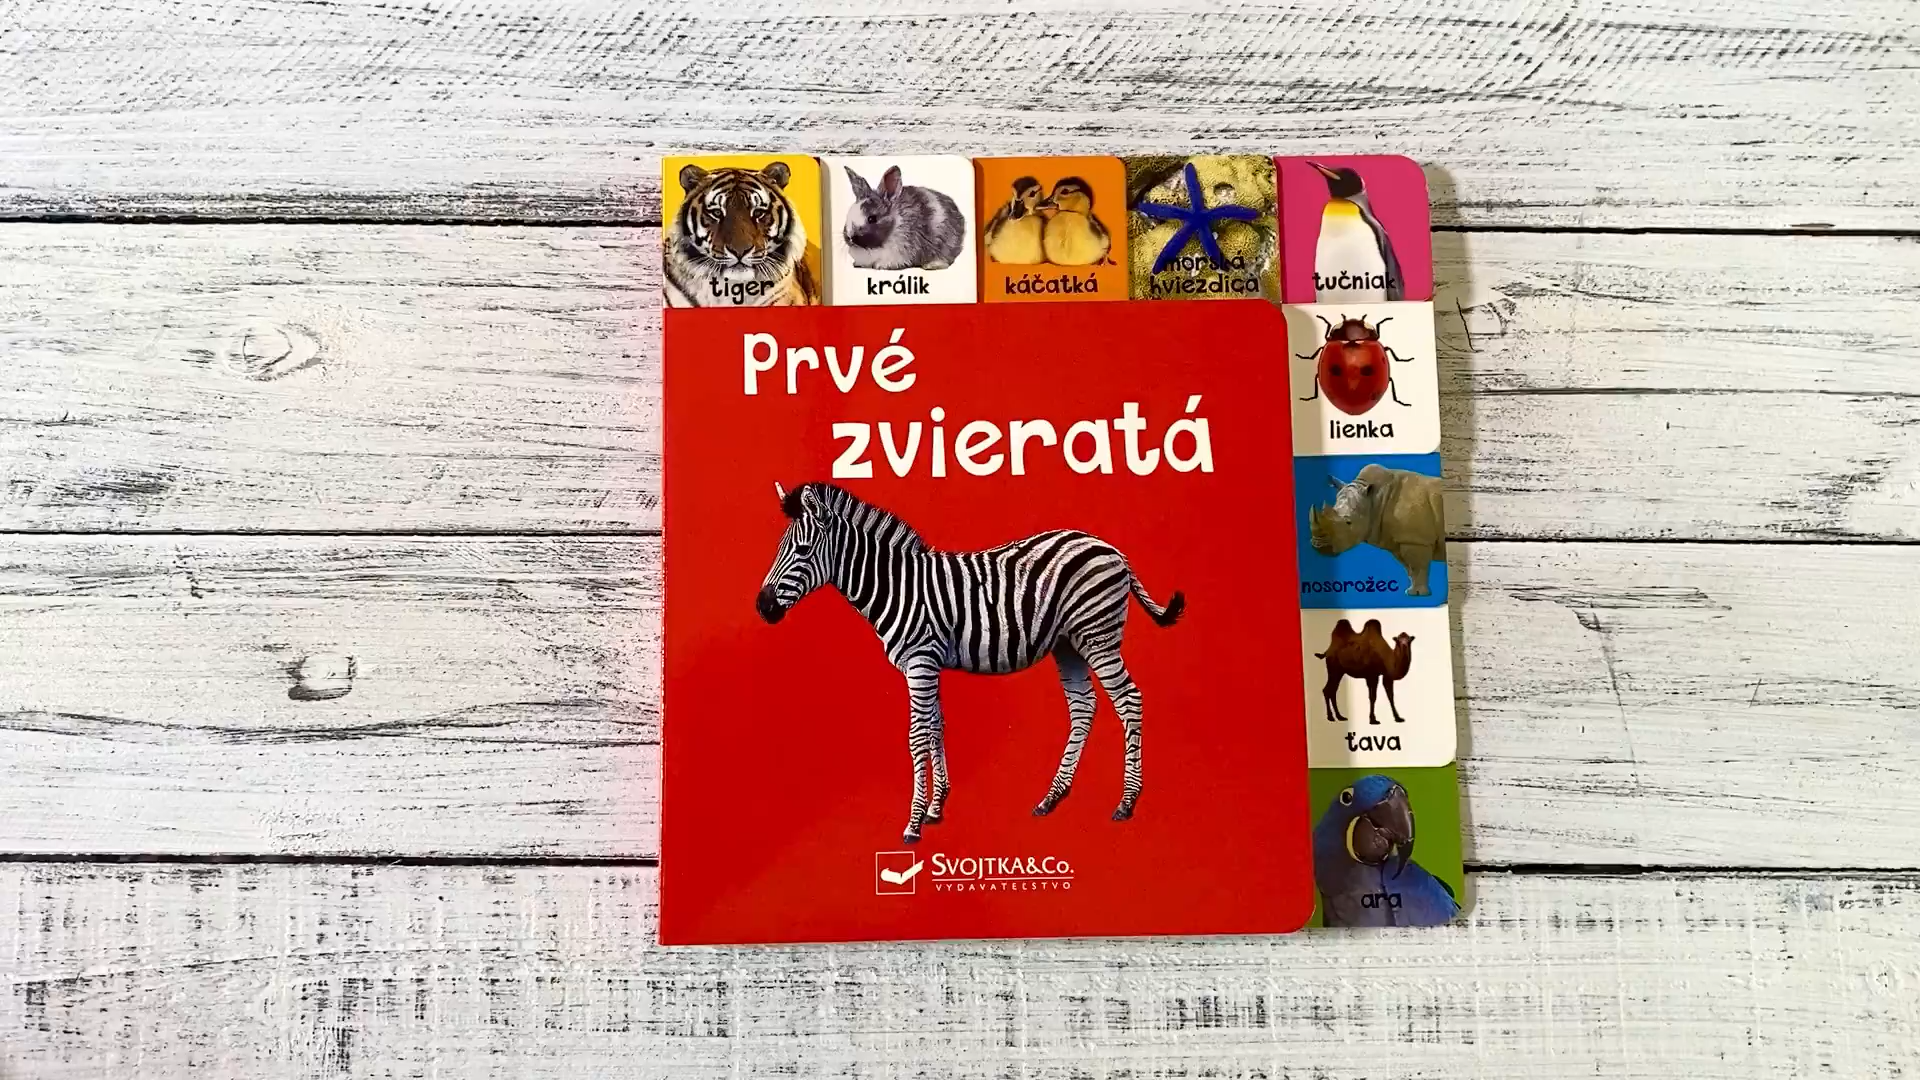 tiger
králik
káčatká
morská
hviezdica
tučniak
Prvé
zvieratá
lienka
nosorožec
ťava
ara
SVOJTKA&CO.
VYDAVATEĽSTVO